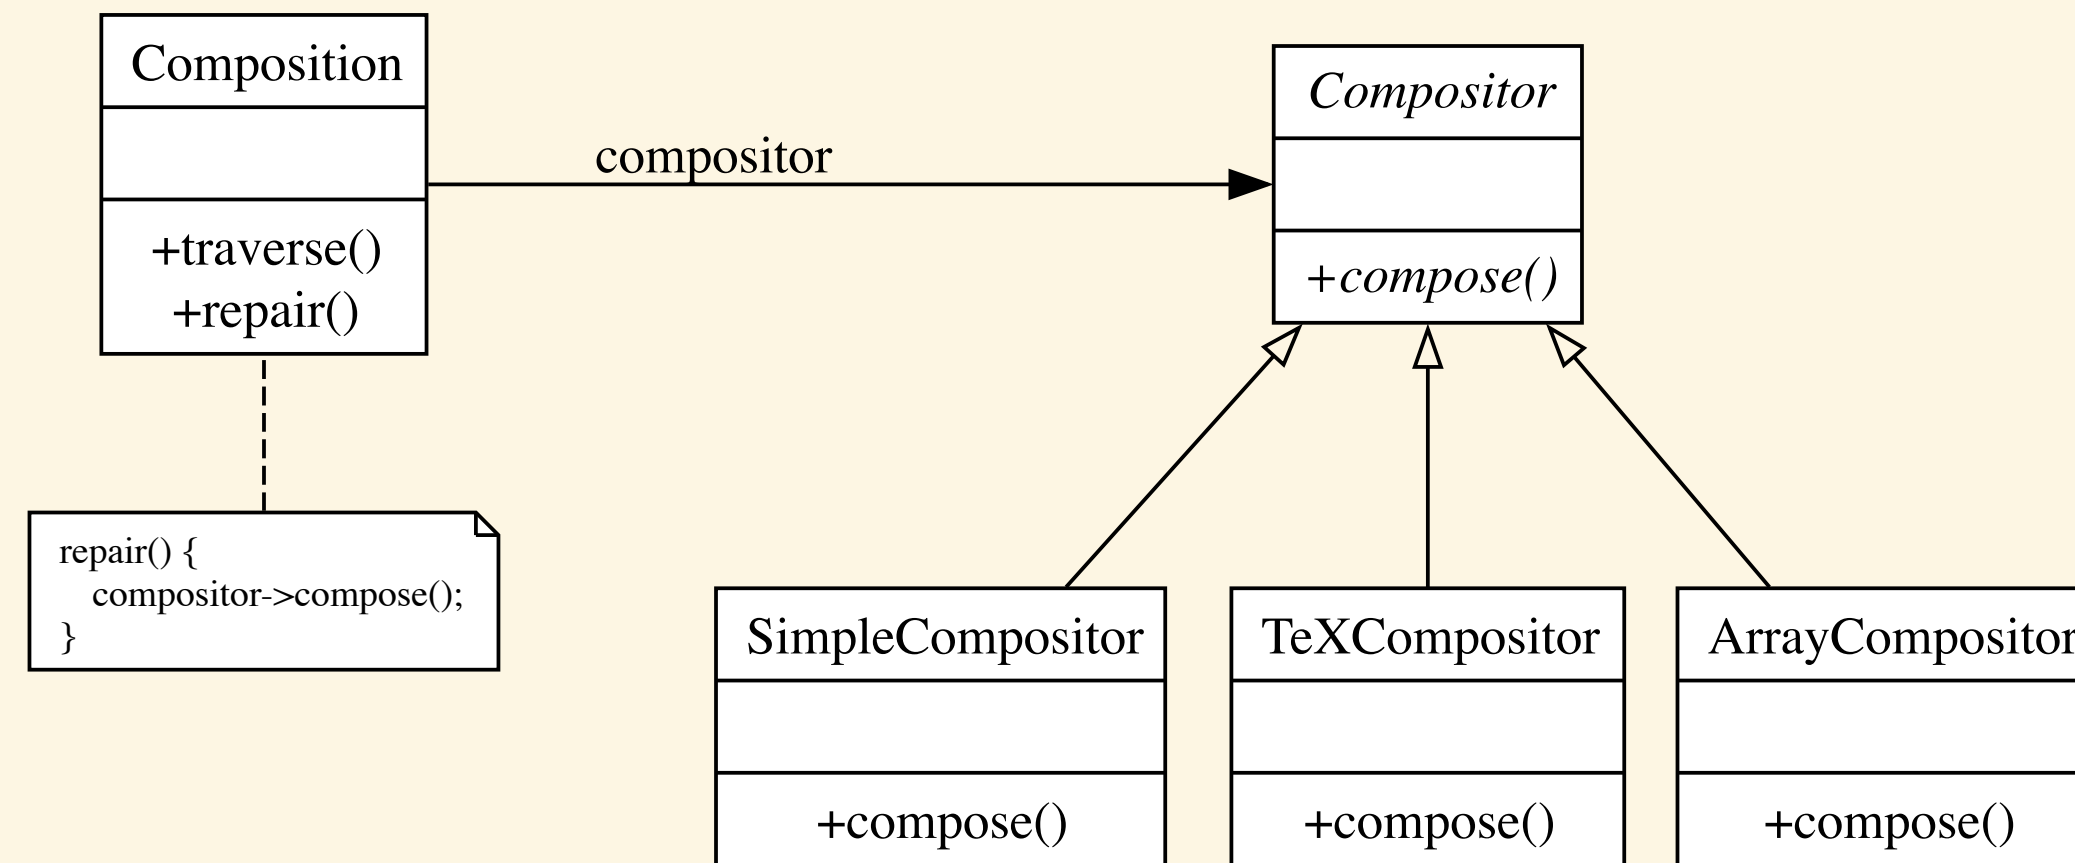 Composition
+traverse()
+repair()
compositor
Compositor
+compose()
repair() {
compositor->compose();
}
SimpleCompositor
+compose()
TeXCompositor
+compose()
ArrayCompositor
+compose()